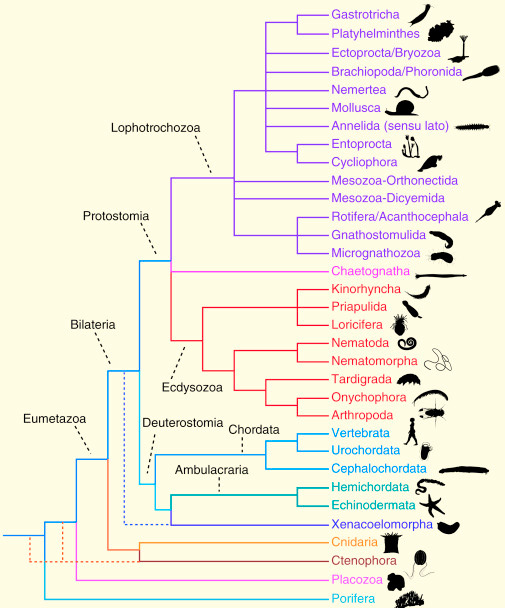 Gastrotricha
Platyhelminthes
Ectoprocta/Bryozoa
Brachiopoda/Phoronida
Nemertea
Mollusca
Lophotrochozoa
Annelida (sensu lato)
Entoprocta
Cycliophora
Mesozoa-Orthonectida
Mesozoa-Dicyemida
Protostomia
Rotifera/Acanthocephala
Gnathostomulida
Micrognathozoa
Chaetognatha
Kinorhyncha
Priapulida
Bilateria
Loricifera
Nematoda
Nematomorpha
Ecdysozoa
Tardigrada
Onychophora
Arthropoda
Eumetazoa
Deuterostomia
Chordata
Vertebrata
Urochordata
Ambulacraria
Cephalochordata
Hemichordata
Echinodermata
Xenacoelomorpha
Cnidaria
Ctenophora
Placozoa
Porifera